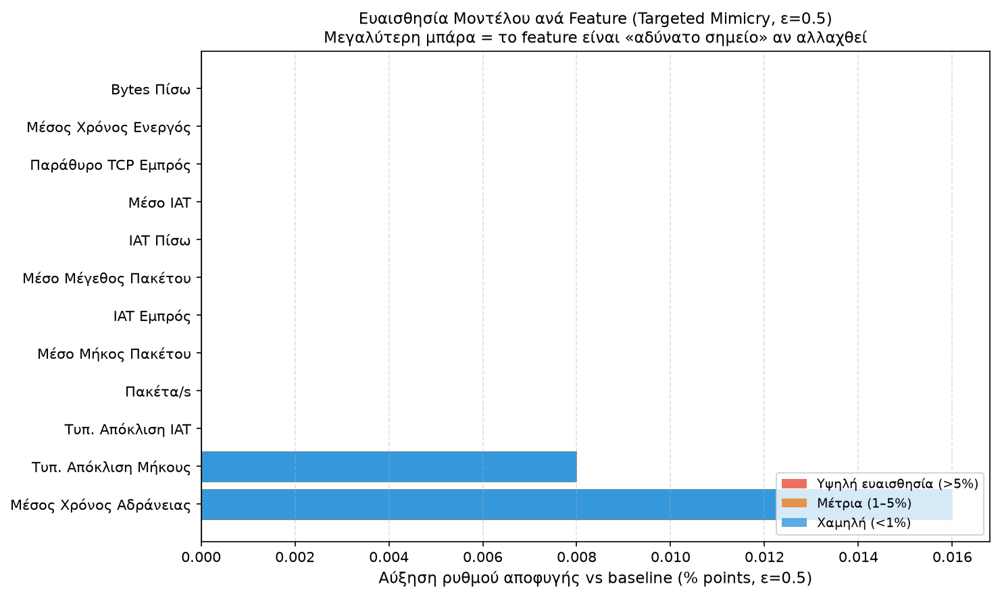 Ευαισθησία Μοντέλου ανά Feature (Targeted Mimicry, ε=0.5)
Μεγαλύτερη μπάρα = το feature είναι «αδύνατο σημείο» αν αλλαχθεί
Bytes Πίσω
Μέσος Χρόνος Ενεργός
Παράθυρο TCP Εμπρός
Μέσο IAT
IAT Πίσω
Μέσο Μέγεθος Πακέτου
IAT Εμπρός
Μέσο Μήκος Πακέτου
Πακέτα/s
Τυπ. Απόκλιση IAT
Τυπ. Απόκλιση Μήκους
Μέσος Χρόνος Αδράνειας
Υψηλή ευαισθησία (>5%)
Μέτρια (1–5%)
Χαμηλή (<1%)
0.000 0.002 0.004 0.006 0.008 0.010 0.012 0.014 0.016
Αύξηση ρυθμού αποφυγής vs baseline (% points, ε=0.5)